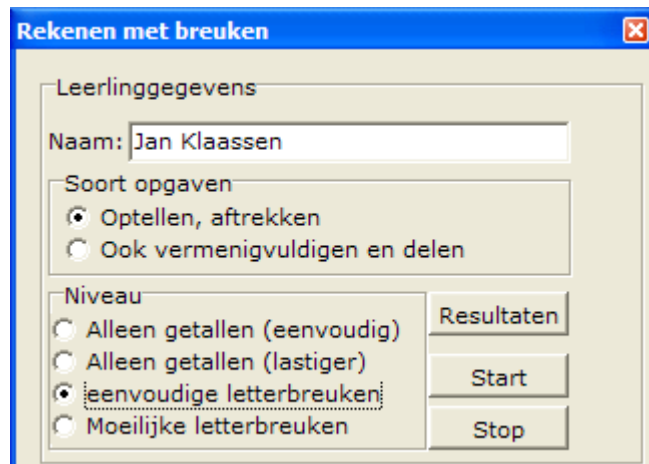 Rekenen met breuken
Leerlinggegevens
Naam: Jan Klaassen
Soort opgaven
Optellen, aftrekken
Ook vermenigvuldigen en delen
Niveau
Alleen getallen (eenvoudig)
Alleen getallen (lastiger)
eenvoudige letterbreuken
Moeilijke letterbreuken
Resultaten
Start
Stop